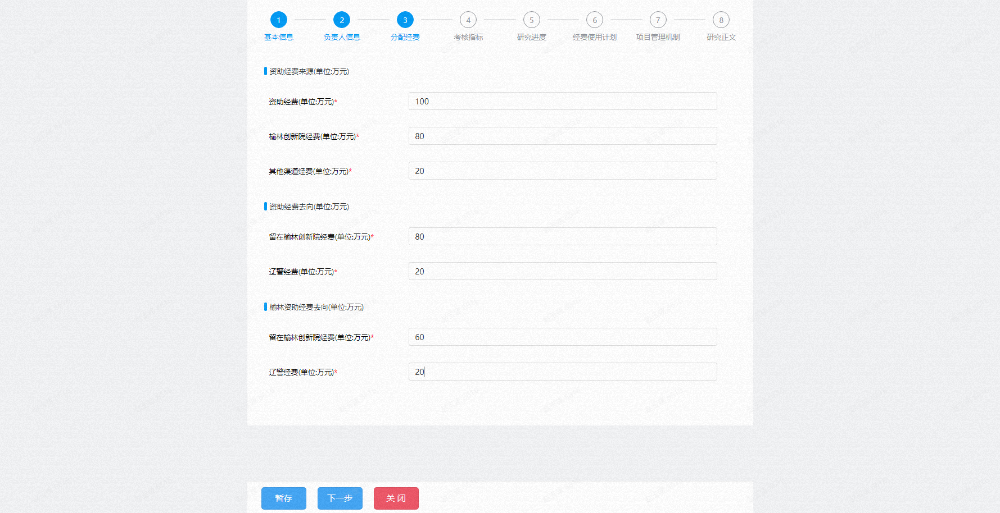 1 2 3 4 5 6 7 8
基本信息 负责人信息 分配经费 考核指标 研究进度 经费使用计划 项目管理机制 研究正文
资助经费来源(单位:万元)
资助经费(单位:万元)* 100
榆林创新院经费(单位:万元)* 80
其他渠道经费(单位:万元)* 20
资助经费去向(单位:万元)
留在榆林创新院经费(单位:万元)* 80
辽警经费(单位:万元)* 20
榆林资助经费去向(单位:万元)
留在榆林创新院经费(单位:万元)* 60
辽警经费(单位:万元)* 20
暂存 下一步 关 闭